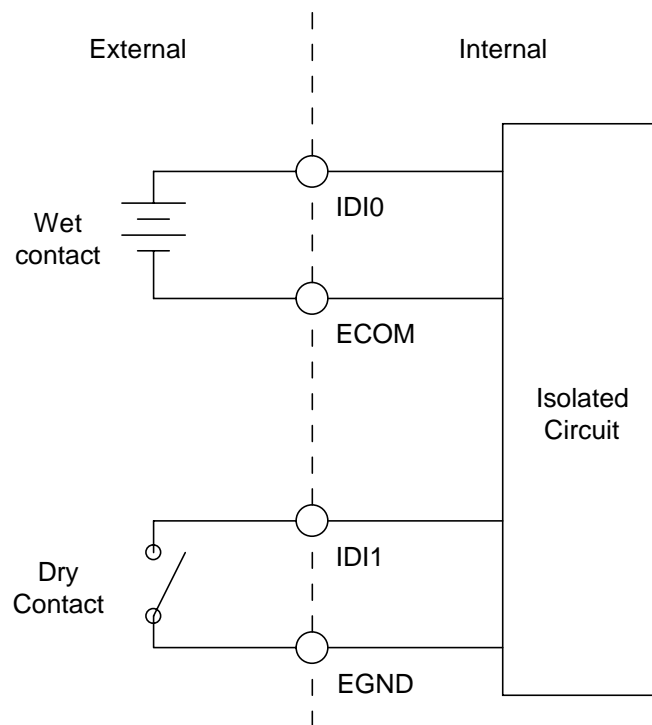 External
Internal
IDI0
Wet
contact
ECOM
Isolated
Circuit
IDI1
Dry
Contact
EGND